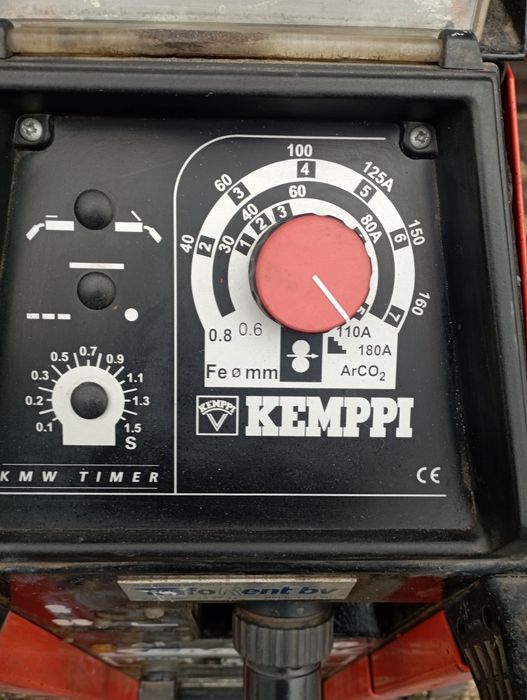 100
60 125A
3 4 5
60
40 40 80A 150
2 30 1 2 3 6
7 160
0.8 0.6 110A
180A
Fe ø mm ArCO2
KEMPPI
KEMPPI
0.5 0.7 0.9
0.3 1.1
0.2 1.3
0.1 1.5
S
KMW TIMER
CE